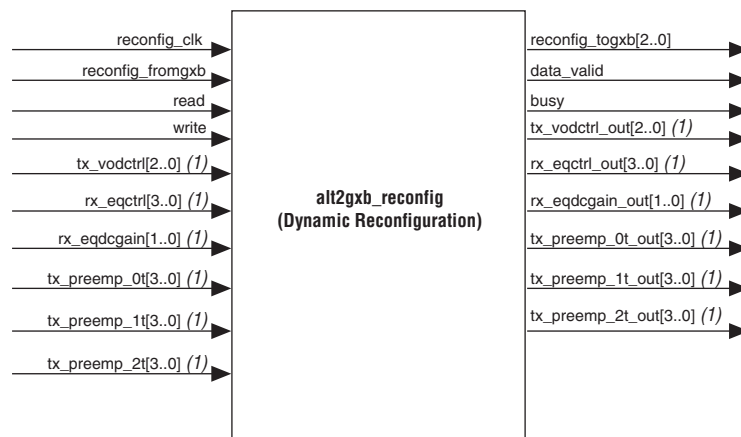 reconfig_clk
reconfig_fromgxb
read
write
tx_vodctrl[2..0] (1)
rx_eqctrl[3..0] (1)
rx_eqdcgain[1..0] (1)
tx_preemp_0t[3..0] (1)
tx_preemp_1t[3..0] (1)
tx_preemp_2t[3..0] (1)
alt2gxb_reconfig
(Dynamic Reconfiguration)
reconfig_togxb[2..0]
data_valid
busy
tx_vodctrl_out[2..0] (1)
rx_eqctrl_out[3..0] (1)
rx_eqdcgain_out[1..0] (1)
tx_preemp_0t_out[3..0] (1)
tx_preemp_1t_out[3..0] (1)
tx_preemp_2t_out[3..0] (1)